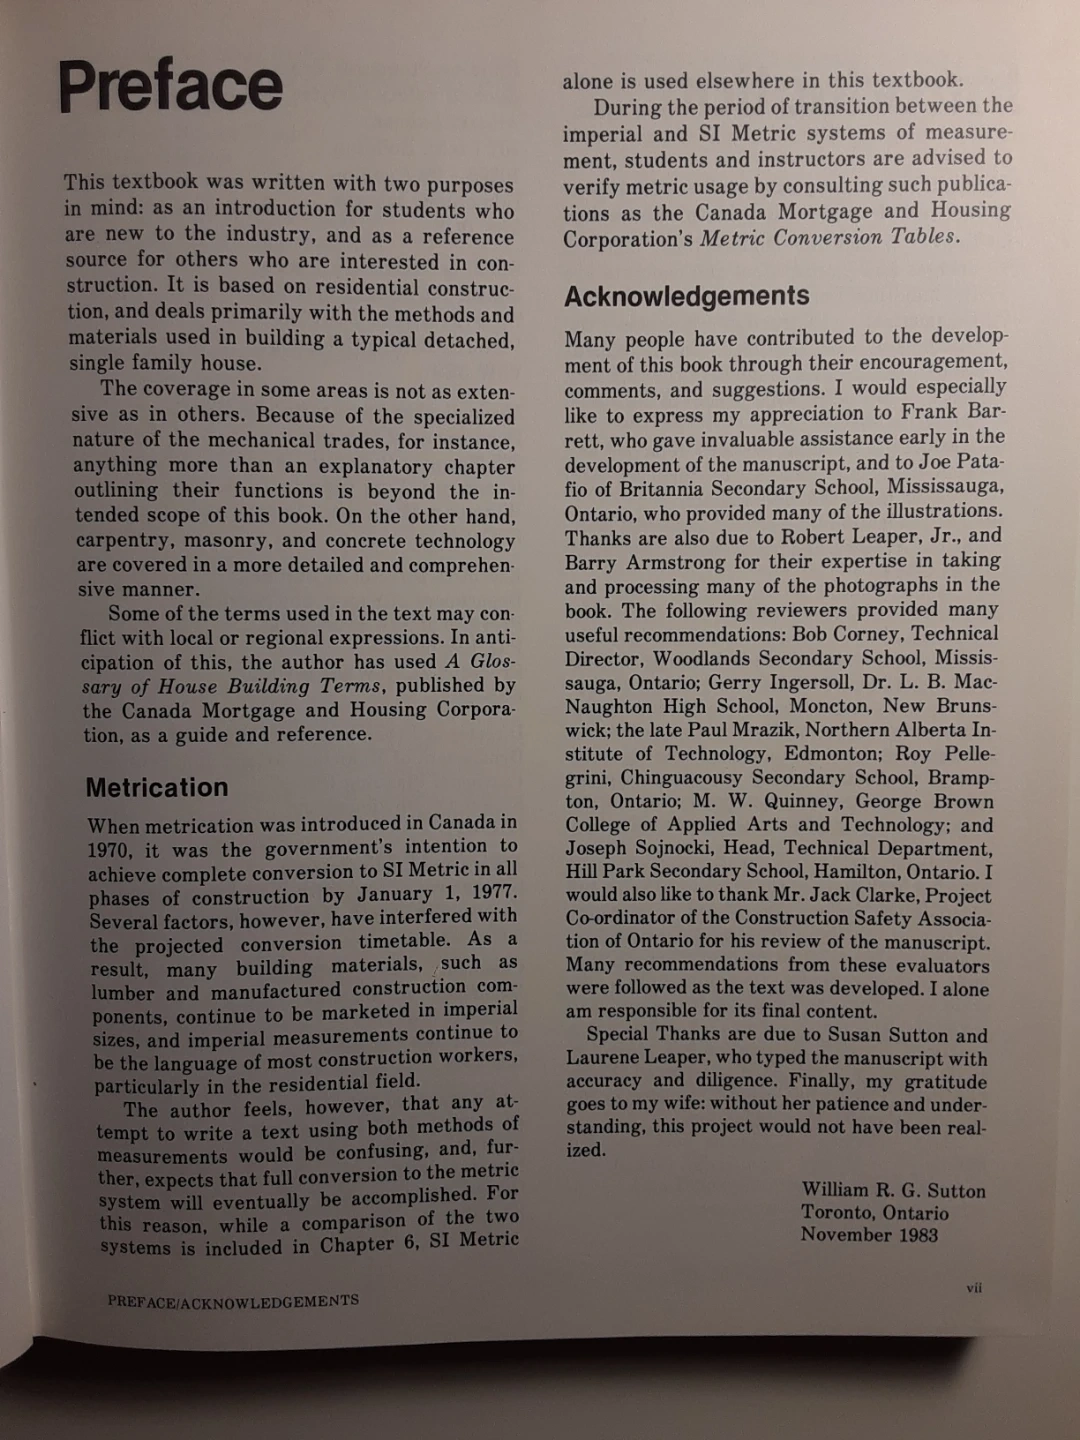 Preface
This textbook was written with two purposes
in mind: as an introduction for students who
are new to the industry, and as a reference
source for others who are interested in con-
struction. It is based on residential construc-
tion, and deals primarily with the methods and
materials used in building a typical detached,
single family house.
The coverage in some areas is not as exten-
sive as in others. Because of the specialized
nature of the mechanical trades, for instance,
anything more than an explanatory chapter
outlining their functions is beyond the in-
tended scope of this book. On the other hand,
carpentry, masonry, and concrete technology
are covered in a more detailed and comprehen-
sive manner.
Some of the terms used in the text may con-
flict with local or regional expressions. In anti-
cipation of this, the author has used A Glos-
sary of House Building Terms, published by
the Canada Mortgage and Housing Corpora-
tion, as a guide and reference.
Metrication
When metrication was introduced in Canada in
1970, it was the government's intention to
achieve complete conversion to SI Metric in all
phases of construction by January 1, 1977.
Several factors, however, have interfered with
the projected conversion timetable. As a
result, many building materials, such as
lumber and manufactured construction com-
ponents, continue to be marketed in imperial
sizes, and imperial measurements continue to
be the language of most construction workers,
particularly in the residential field.
The author feels, however, that any at-
tempt to write a text using both methods of
measurements would be confusing, and, fur-
ther, expects that full conversion to the metric
system will eventually be accomplished. For
this reason, while a comparison of the two
systems is included in Chapter 6, SI Metric
alone is used elsewhere in this textbook.
During the period of transition between the
imperial and SI Metric systems of measure-
ment, students and instructors are advised to
verify metric usage by consulting such publica-
tions as the Canada Mortgage and Housing
Corporation's Metric Conversion Tables.
Acknowledgements
Many people have contributed to the develop-
ment of this book through their encouragement,
comments, and suggestions. I would especially
like to express my appreciation to Frank Bar-
rett, who gave invaluable assistance early in the
development of the manuscript, and to Joe Pata-
fio of Britannia Secondary School, Mississauga,
Ontario, who provided many of the illustrations.
Thanks are also due to Robert Leaper, Jr., and
Barry Armstrong for their expertise in taking
and processing many of the photographs in the
book. The following reviewers provided many
useful recommendations: Bob Corney, Technical
Director, Woodlands Secondary School, Missis-
sauga, Ontario; Gerry Ingersoll, Dr. L. B. Mac-
Naughton High School, Moncton, New Bruns-
wick; the late Paul Mrazik, Northern Alberta In-
stitute of Technology, Edmonton; Roy Pelle-
grini, Chinguacousy Secondary School, Bramp-
ton, Ontario; M. W. Quinney, George Brown
College of Applied Arts and Technology; and
Joseph Sojnocki, Head, Technical Department,
Hill Park Secondary School, Hamilton, Ontario. I
would also like to thank Mr. Jack Clarke, Project
Co-ordinator of the Construction Safety Associa-
tion of Ontario for his review of the manuscript.
Many recommendations from these evaluators
were followed as the text was developed. I alone
am responsible for its final content.
Special Thanks are due to Susan Sutton and
Laurene Leaper, who typed the manuscript with
accuracy and diligence. Finally, my gratitude
goes to my wife: without her patience and under-
standing, this project would not have been real-
ized.
William R. G. Sutton
Toronto, Ontario
November 1983
PREFACE/ACKNOWLEDGEMENTS
vii